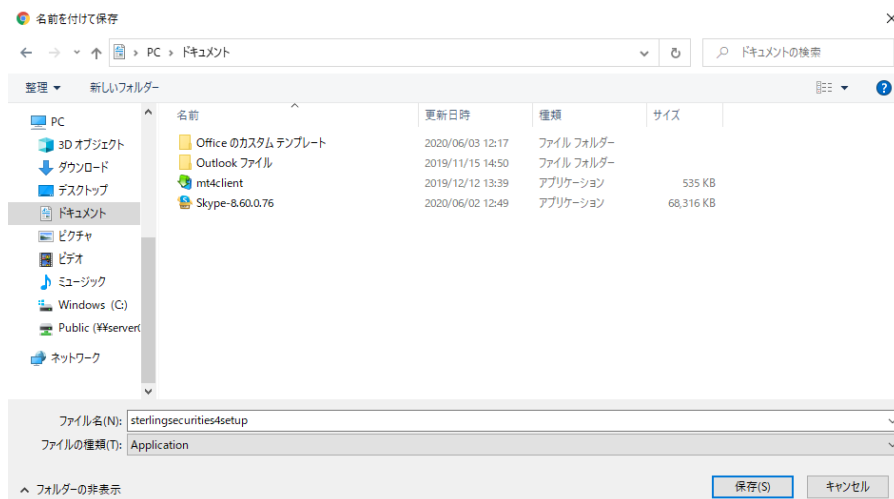 名前を付けて保存
PC › ドキュメント
ドキュメントの検索
整理 新しいフォルダー
名前 更新日時 種類 サイズ
PC
3D オブジェクト
ダウンロード
デスクトップ
ドキュメント
ピクチャ
ビデオ
ミュージック
Windows (C:)
Public (¥¥server
ネットワーク
Office のカスタム テンプレート 2020/06/03 12:17 ファイル フォルダー
Outlook ファイル 2019/11/15 14:50 ファイル フォルダー
mt4client 2019/12/12 13:39 アプリケーション 535 KB
Skype-8.60.0.76 2020/06/02 12:49 アプリケーション 68,316 KB
ファイル名(N): sterlingsecurities4setup
ファイルの種類(T): Application
フォルダーの非表示 保存(S) キャンセル